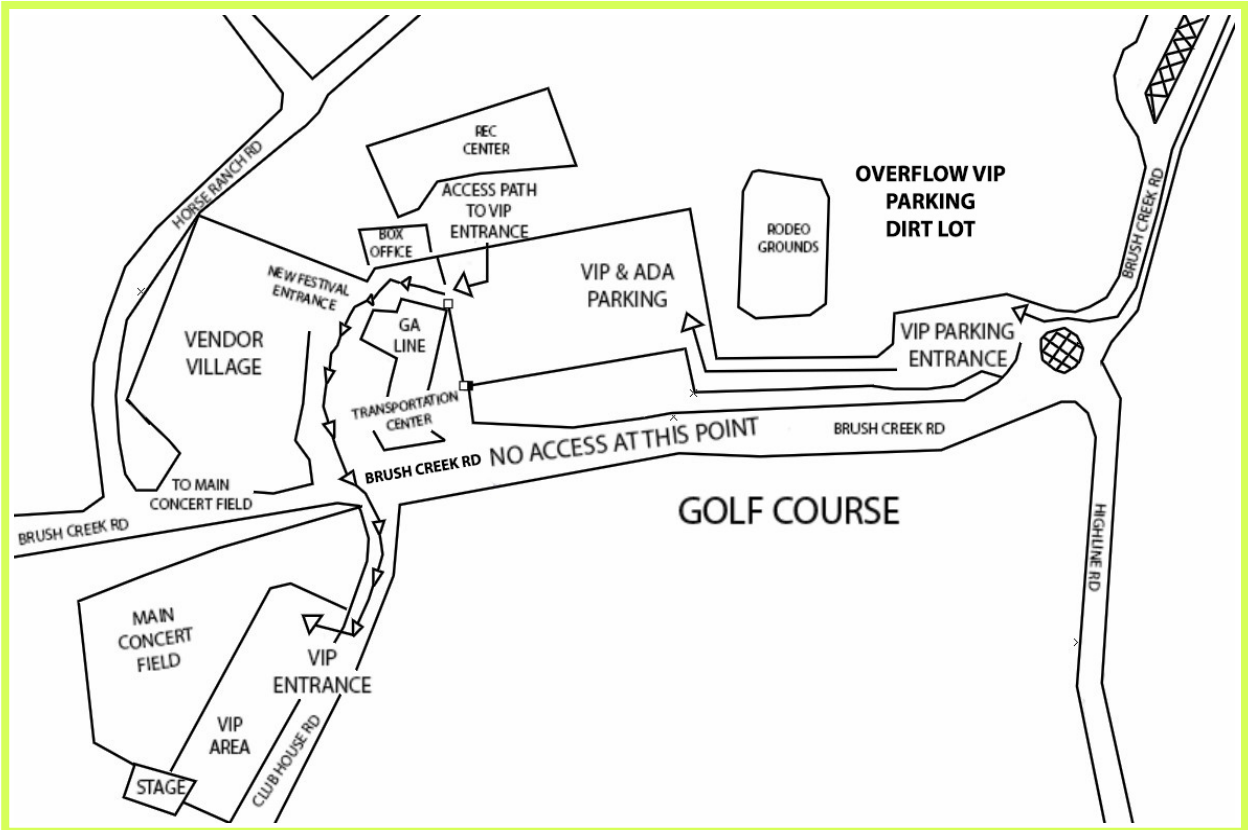 REC
CENTER
HORSE RANCH RD
ACCESS PATH
TO VIP
ENTRANCE
BOX
OFFICE
OVERFLOW VIP
PARKING
DIRT LOT
RODEO
GROUNDS
BRUSH CREEK RD
NEW FESTIVAL
ENTRANCE
VIP & ADA
PARKING
VENDOR
VILLAGE
GA
LINE
VIP PARKING
ENTRANCE
TRANSPORTATION
CENTER
BRUSH CREEK RD
NO ACCESS AT THIS POINT
BRUSH CREEK RD
TO MAIN
CONCERT FIELD
BRUSH CREEK RD
GOLF COURSE
HIGHLINE RD
MAIN
CONCERT
FIELD
VIP
ENTRANCE
VIP
AREA
CLUB HOUSE RD
STAGE